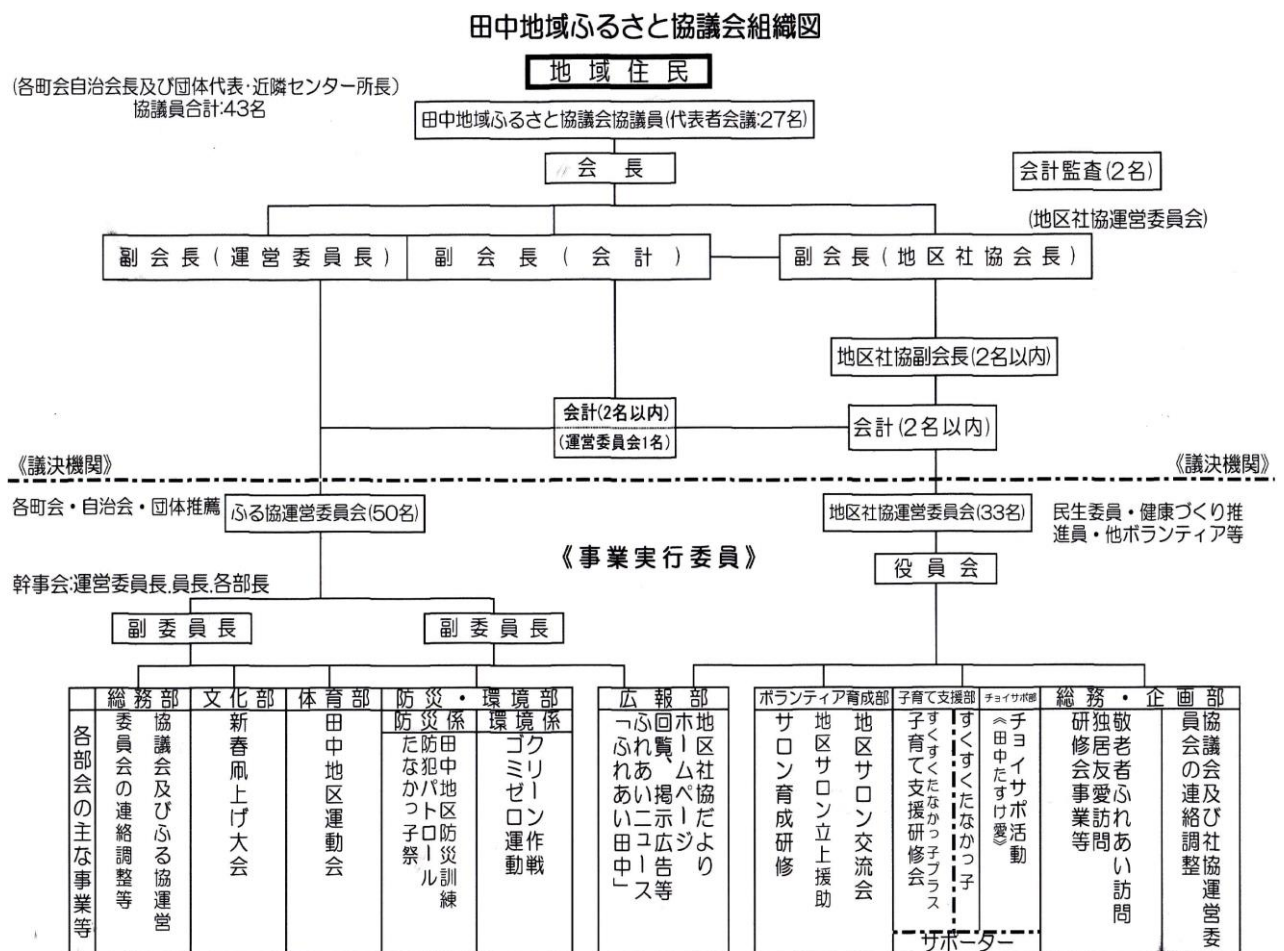 田中地域ふるさと協議会組織図
地域住民
(各町会自治会長及び団体代表・近隣センター所長)
協議員合計:43名
田中地域ふるさと協議会協議員(代表者会議:27名)
会長
会計監査(2名)
(地区社協運営委員会)
副会長(運営委員長)
副会長(会計)
副会長(地区社協会長)
地区社協副会長(2名以内)
会計(2名以内)
(運営委員会1名)
会計(2名以内)
《議決機関》
《議決機関》
各町会・自治会・団体推薦
ふる協運営委員会(50名)
地区社協運営委員会(33名)
民生委員・健康づくり推
進員・他ボランティア等
《事業実行委員》
役員会
幹事会:運営委員長,員長,各部長
副委員長
副委員長
各部会の主な事業等
総務部
協議会及びふる協運営
委員会の連絡調整等
文化部
新春凧上げ大会
体育部
田中地区運動会
防災・環境部
防災係
田中地区防災訓練
防犯パトロール
たなかっ子祭
環境係
クリーン作戦
ゴミゼロ運動
広報部
地区社協だより
ホームページ
回覧、掲示広告等
ふれあいニュース
「ふれあい田中」
ボランティア育成部
地区サロン交流会
地区サロン立上援助
サロン育成研修
子育て支援部
すくすくたなかっ子
すくすくたなかっ子プラス
子育て支援研修会
チョイサポ部
チョイサポ活動
《田中たすけ愛》
サポーター
総務・企画部
敬老者ふれあい訪問
独居友愛訪問
研修会事業等
協議会及び社協運営委
員会の連絡調整